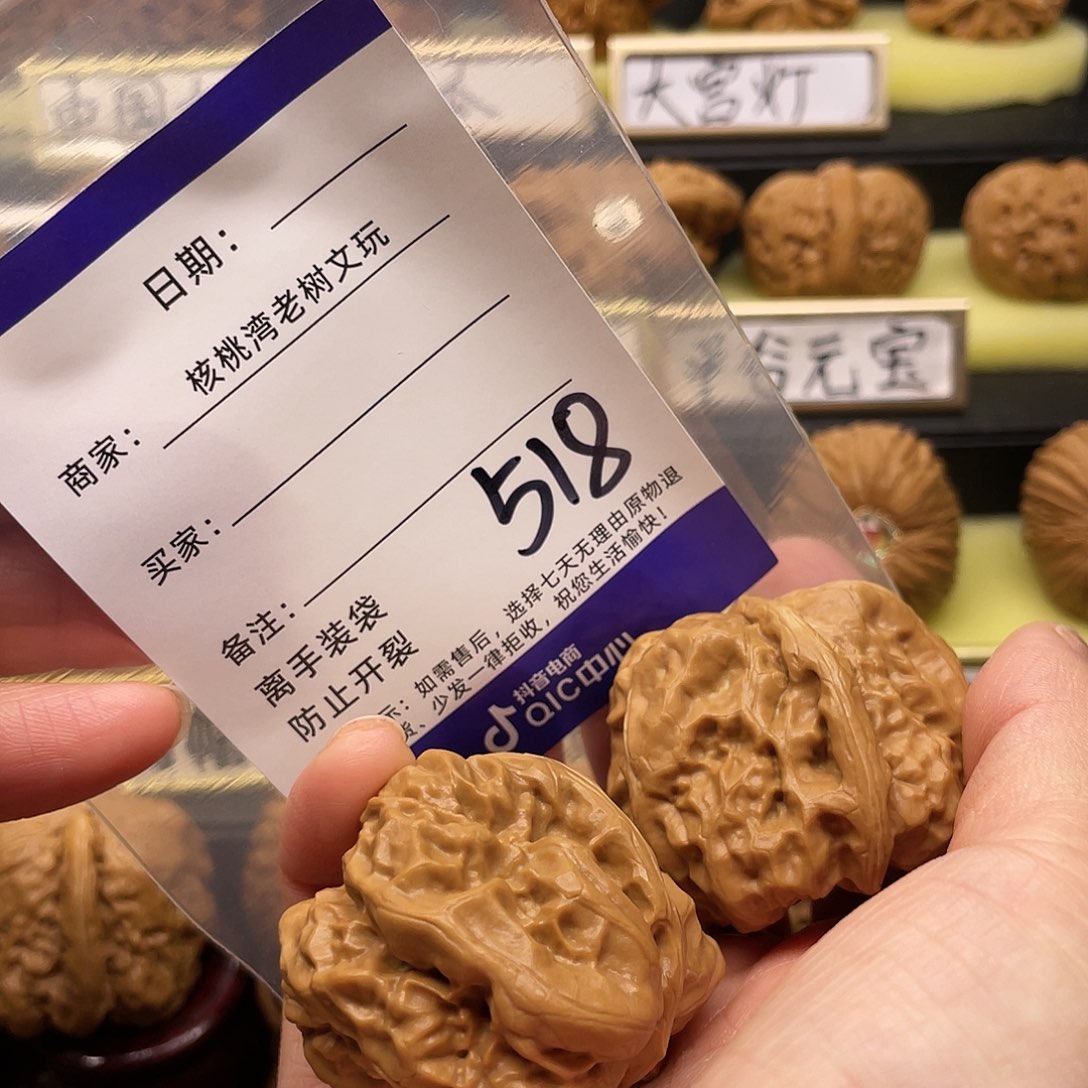 大宫灯
元宝
日期：
商家：核桃湾老树文玩
买家：
备注：
518
离手装袋
防止开裂
示：如需售后，选择七天无理由原物退
货、少发一律拒收，祝您生活愉快！
抖音电商
QIC中心